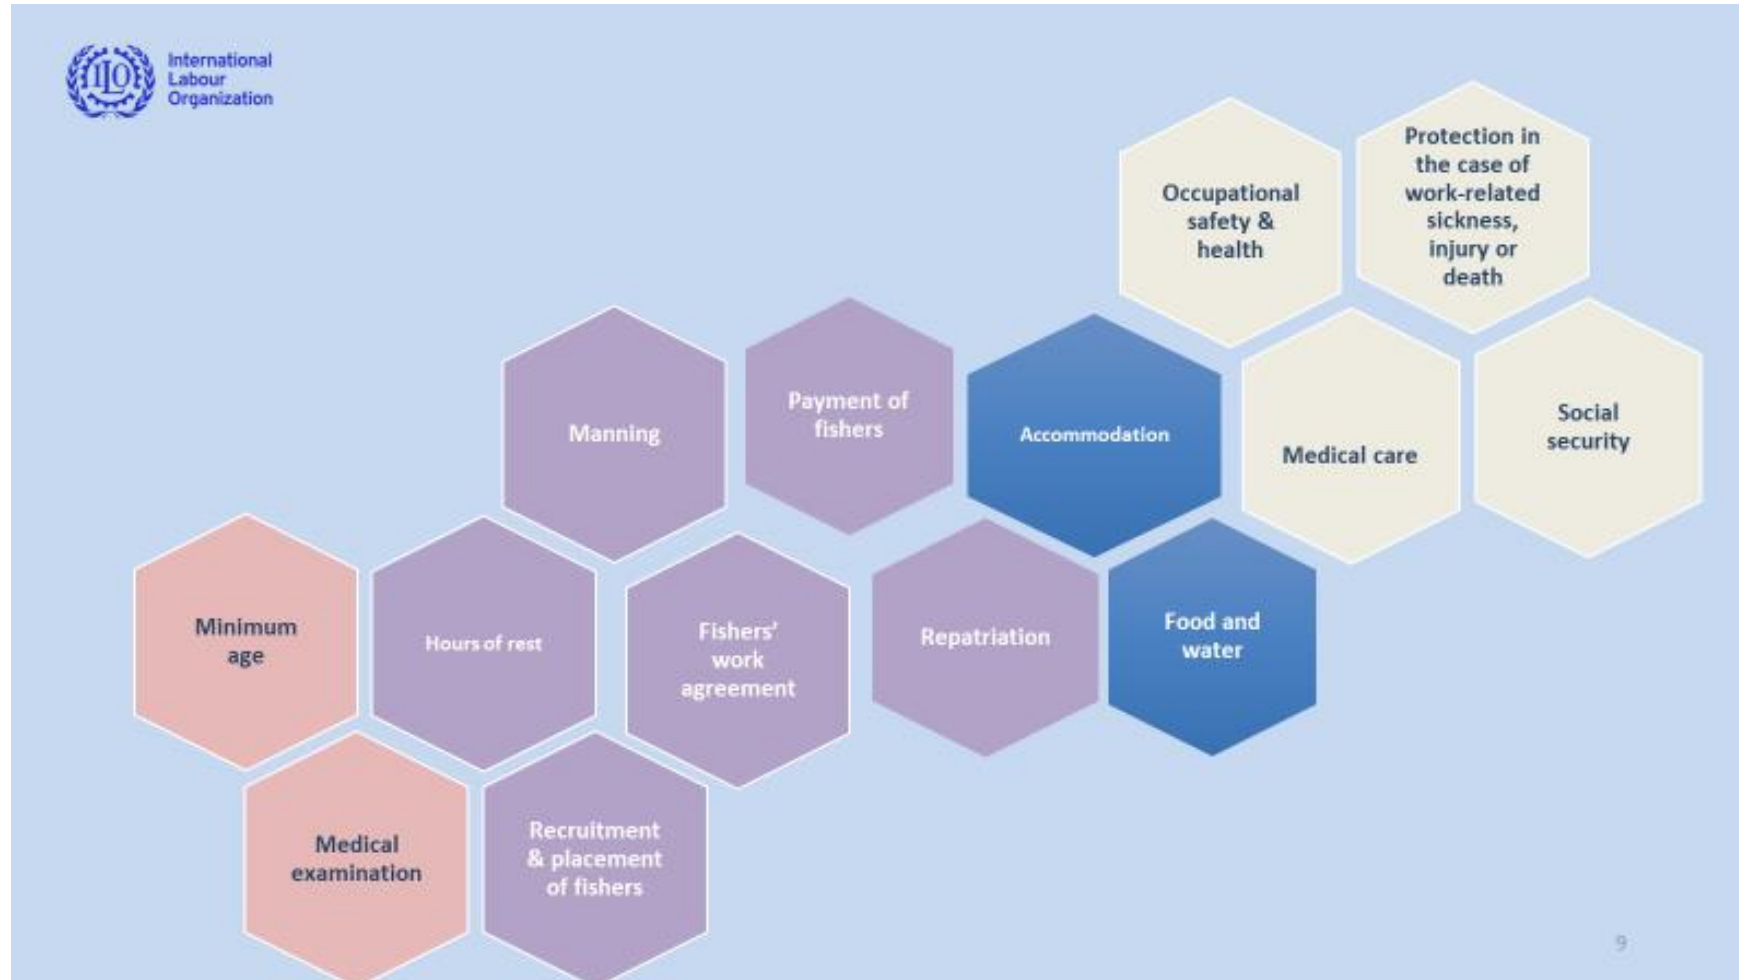 International
Labour
Organization
Occupational
safety &
health
Protection in
the case of
work-related
sickness,
injury or
death
Manning
Payment of
fishers
Accommodation
Medical care
Social
security
Minimum
age
Hours of rest
Fishers'
work
agreement
Repatriation
Food and
water
Medical
examination
Recruitment
& placement
of fishers
9